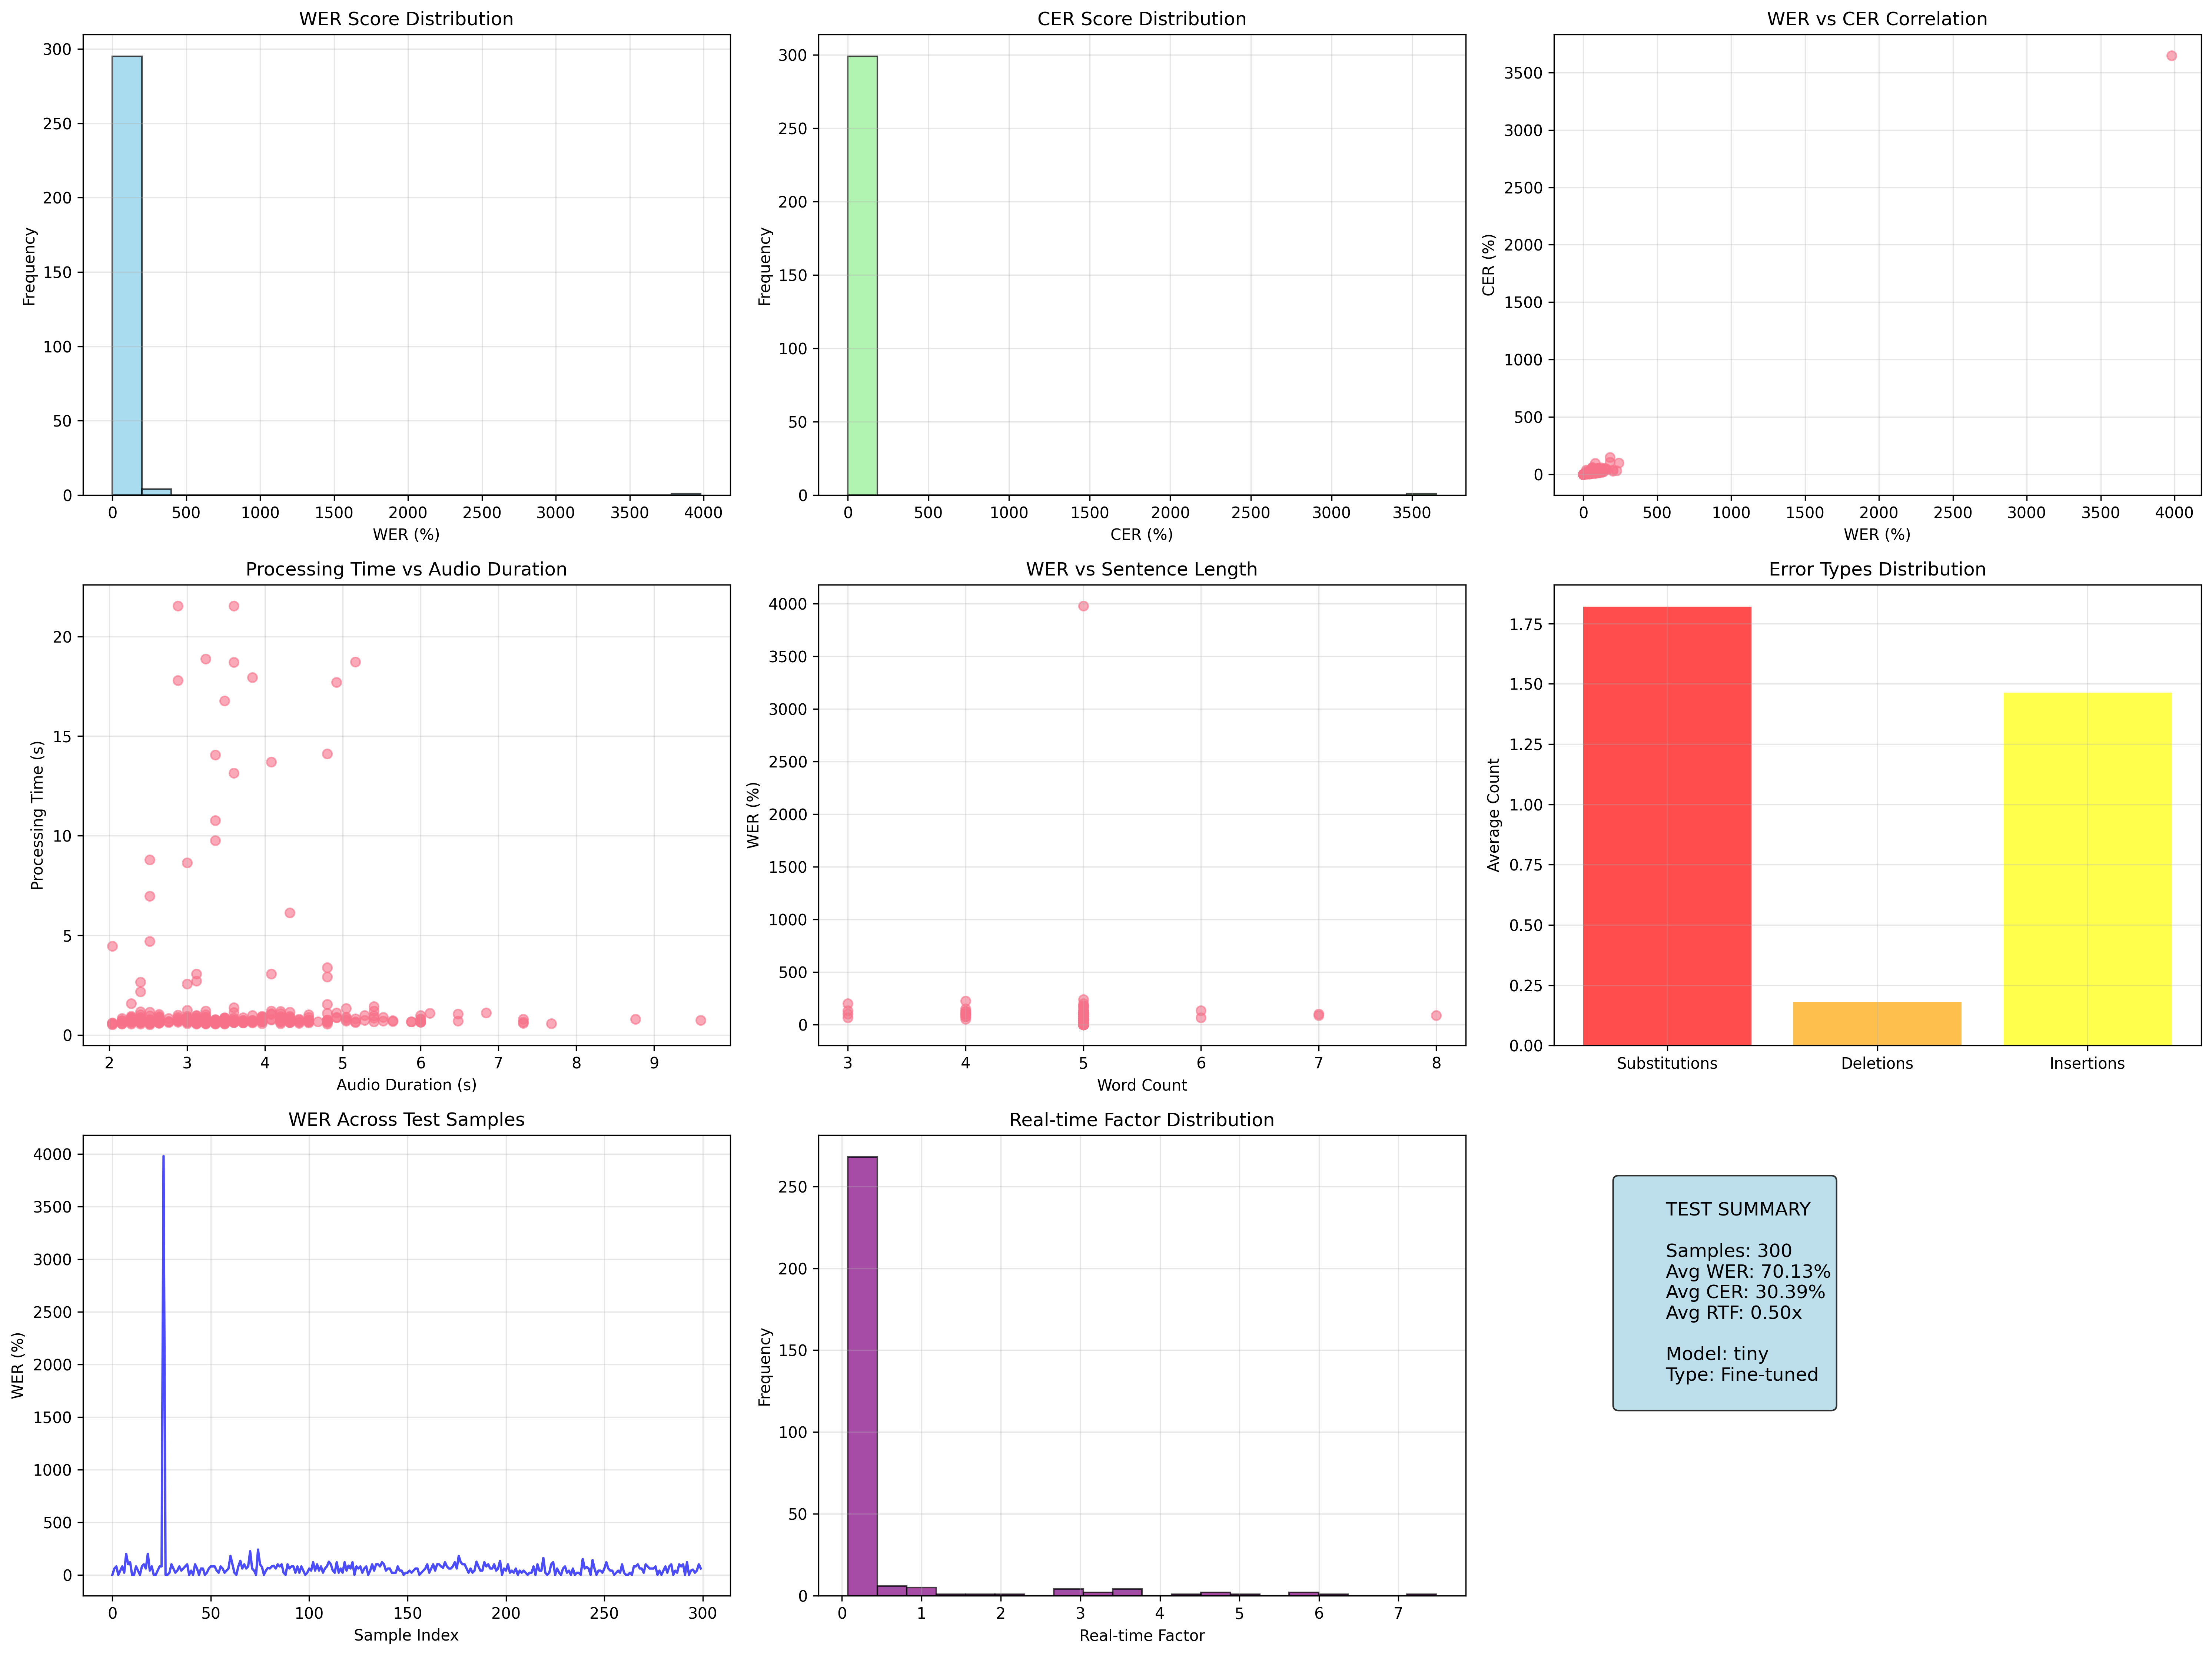 WER Score Distribution
Frequency
300
250
200
150
100
50
0
0 500 1000 1500 2000 2500 3000 3500 4000
WER (%)
CER Score Distribution
Frequency
300
250
200
150
100
50
0
0 500 1000 1500 2000 2500 3000 3500
CER (%)
WER vs CER Correlation
CER (%)
3500
3000
2500
2000
1500
1000
500
0
0 500 1000 1500 2000 2500 3000 3500 4000
WER (%)
Processing Time vs Audio Duration
Processing Time (s)
20
15
10
5
0
2 3 4 5 6 7 8 9
Audio Duration (s)
WER vs Sentence Length
WER (%)
4000
3500
3000
2500
2000
1500
1000
500
0
3 4 5 6 7 8
Word Count
Error Types Distribution
Average Count
1.75
1.50
1.25
1.00
0.75
0.50
0.25
0.00
Substitutions Deletions Insertions
WER Across Test Samples
WER (%)
4000
3500
3000
2500
2000
1500
1000
500
0
0 50 100 150 200 250 300
Sample Index
Real-time Factor Distribution
Frequency
250
200
150
100
50
0
0 1 2 3 4 5 6 7
Real-time Factor
TEST SUMMARY
Samples: 300
Avg WER: 70.13%
Avg CER: 30.39%
Avg RTF: 0.50x
Model: tiny
Type: Fine-tuned